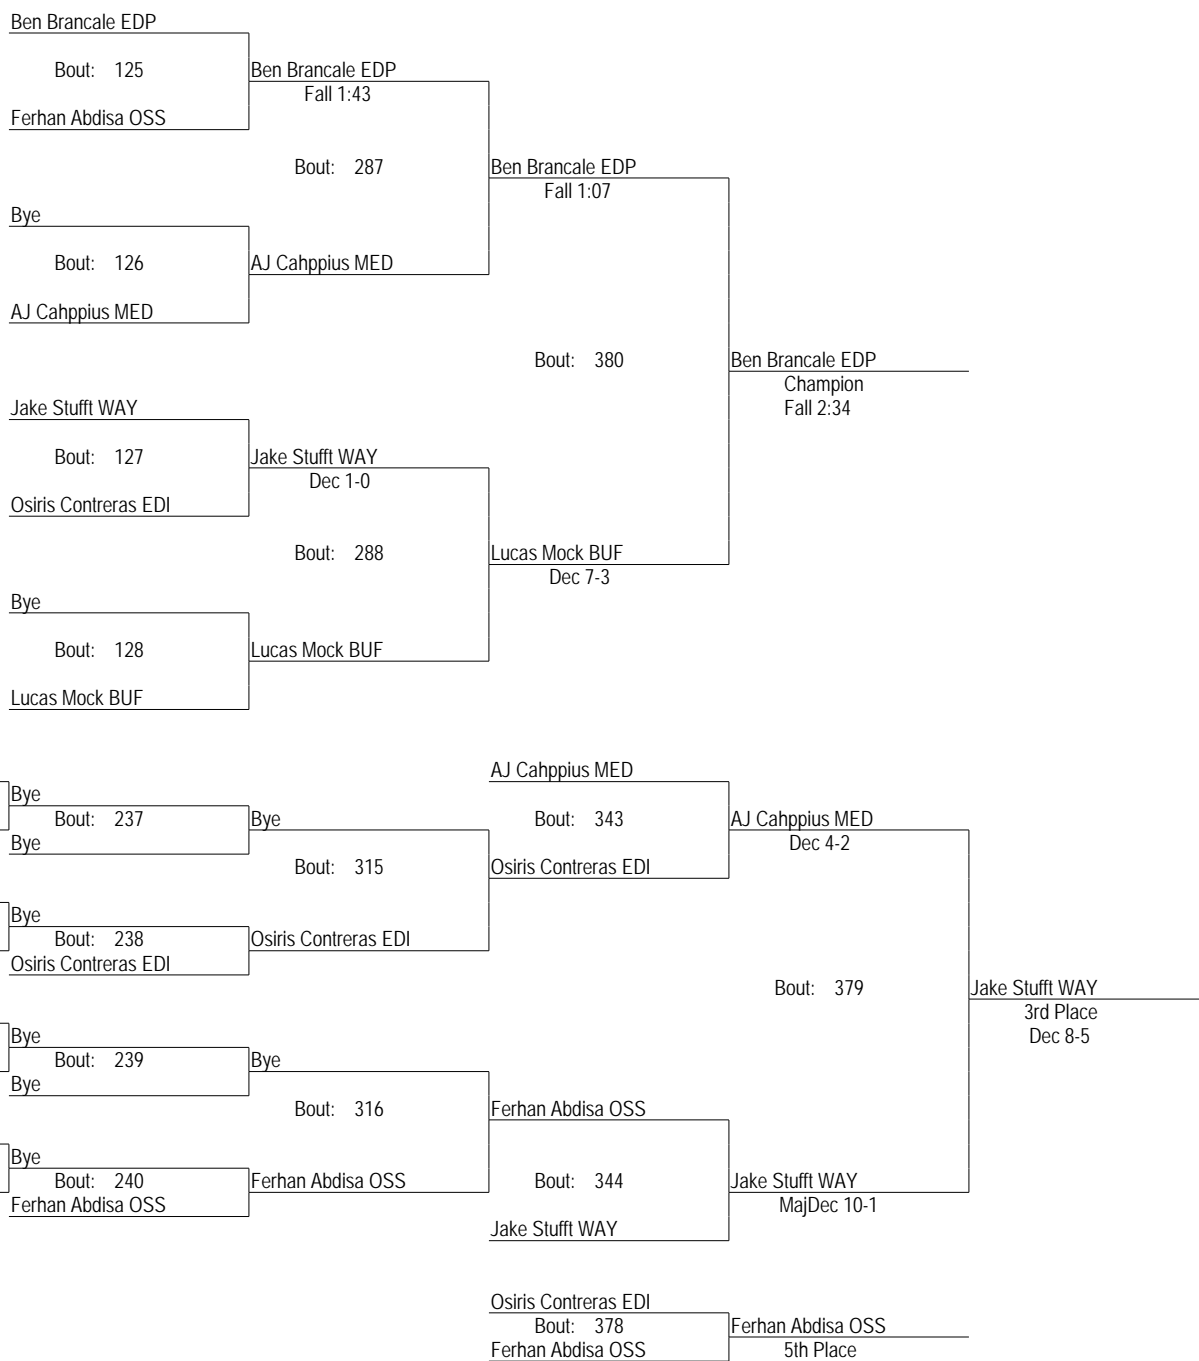 Ben Brancale EDP
Bout: 125
Ben Brancale EDP
Fall 1:43
Ferhan Abdisa OSS
Bout: 287
Ben Brancale EDP
Fall 1:07
Bye
Bout: 126
AJ Cahppius MED
AJ Cahppius MED
Bout: 380
Ben Brancale EDP
Champion
Fall 2:34
Jake Stufft WAY
Bout: 127
Jake Stufft WAY
Dec 1-0
Osiris Contreras EDI
Bout: 288
Lucas Mock BUF
Dec 7-3
Bye
Bout: 128
Lucas Mock BUF
Lucas Mock BUF
AJ Cahppius MED
Bye
Bout: 237
Bye
Bout: 343
AJ Cahppius MED
Dec 4-2
Bye
Bout: 315
Osiris Contreras EDI
Bye
Bout: 238
Osiris Contreras EDI
Osiris Contreras EDI
Bout: 379
Jake Stufft WAY
3rd Place
Dec 8-5
Bye
Bout: 239
Bye
Bye
Bout: 316
Ferhan Abdisa OSS
Bye
Bout: 240
Ferhan Abdisa OSS
Bout: 344
Jake Stufft WAY
MajDec 10-1
Ferhan Abdisa OSS
Jake Stufft WAY
Osiris Contreras EDI
Bout: 378
Ferhan Abdisa OSS
Ferhan Abdisa OSS
5th Place